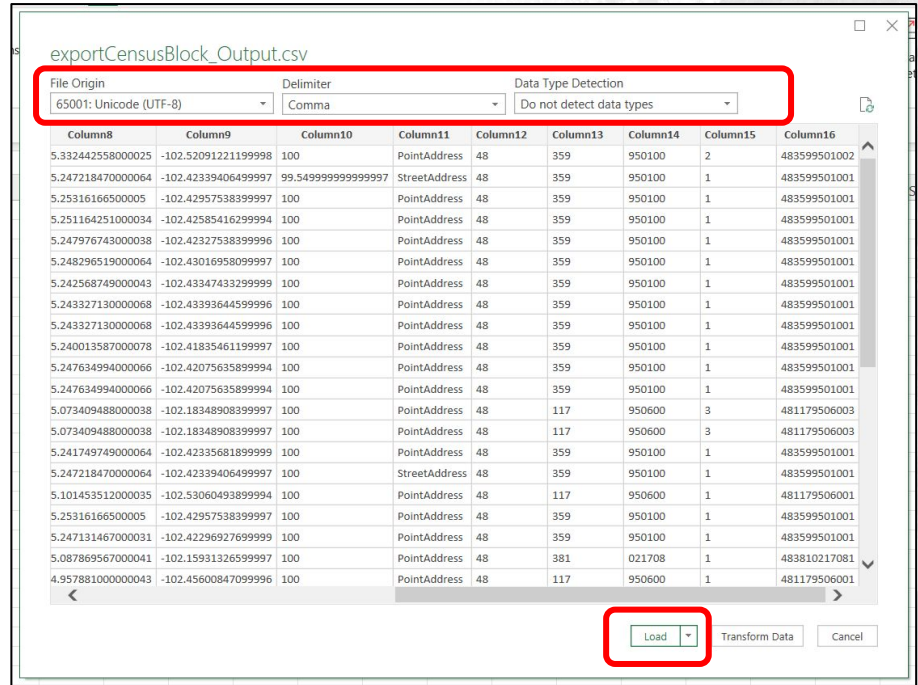 exportCensusBlock_Output.csv
File Origin Delimiter Data Type Detection
65001: Unicode (UTF-8) Comma Do not detect data types
Column8 Column9 Column10 Column11 Column12 Column13 Column14 Column15 Column16
5.332442558000025 -102.52091221199998 100 PointAddress 48 359 950100 2 483599501002
5.247218470000064 -102.42339406499997 99.549999999999997 StreetAddress 48 359 950100 1 483599501001
5.25316166500005 -102.42957538399997 100 PointAddress 48 359 950100 1 483599501001
5.251164251000034 -102.42585416299994 100 PointAddress 48 359 950100 1 483599501001
5.247976743000038 -102.42327538399996 100 PointAddress 48 359 950100 1 483599501001
5.248296519000064 -102.43016958099997 100 PointAddress 48 359 950100 1 483599501001
5.242568749000043 -102.43347433299999 100 PointAddress 48 359 950100 1 483599501001
5.243327130000068 -102.43393644599996 100 PointAddress 48 359 950100 1 483599501001
5.243327130000068 -102.43393644599996 100 PointAddress 48 359 950100 1 483599501001
5.240013587000078 -102.41835461199997 100 PointAddress 48 359 950100 1 483599501001
5.247634994000066 -102.42075635899994 100 PointAddress 48 359 950100 1 483599501001
5.247634994000066 -102.42075635899994 100 PointAddress 48 359 950100 1 483599501001
5.073409488000038 -102.18348908399997 100 PointAddress 48 117 950600 3 481179506003
5.073409488000038 -102.18348908399997 100 PointAddress 48 117 950600 3 481179506003
5.241749749000064 -102.42335681899999 100 PointAddress 48 359 950100 1 483599501001
5.247218470000064 -102.42339406499997 100 StreetAddress 48 359 950100 1 483599501001
5.101453512000035 -102.53060493899994 100 PointAddress 48 117 950600 1 481179506001
5.25316166500005 -102.42957538399997 100 PointAddress 48 359 950100 1 483599501001
5.247131467000031 -102.42296927699999 100 PointAddress 48 359 950100 1 483599501001
5.087869567000041 -102.15931326599997 100 PointAddress 48 381 021708 1 483810217081
4.957881000000043 -102.45600847099996 100 PointAddress 48 117 950600 1 481179506001
Load Transform Data Cancel